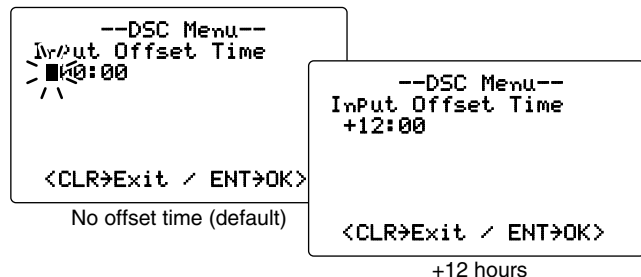 --DSC Menu--
Input Offset Time
00:00
<CLR→Exit / ENT→OK>
No offset time (default)
--DSC Menu--
InPut Offset Time
+12:00
<CLR→Exit / ENT→OK>
+12 hours